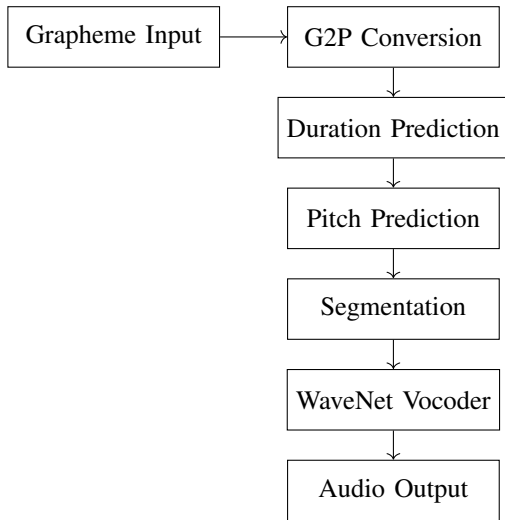 Grapheme Input
G2P Conversion
Duration Prediction
Pitch Prediction
Segmentation
WaveNet Vocoder
Audio Output